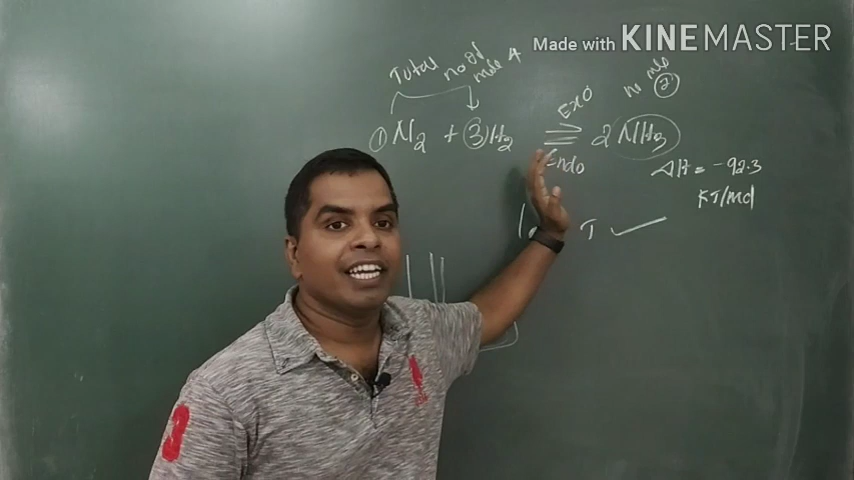 Made with KINEMASTER
Total no of mole 4
no mole 2
Exo
1 N2 + 3 H2 ⇌ 2 NH3
Endo
ΔH = -92.3
KJ/mol
T ✓
3